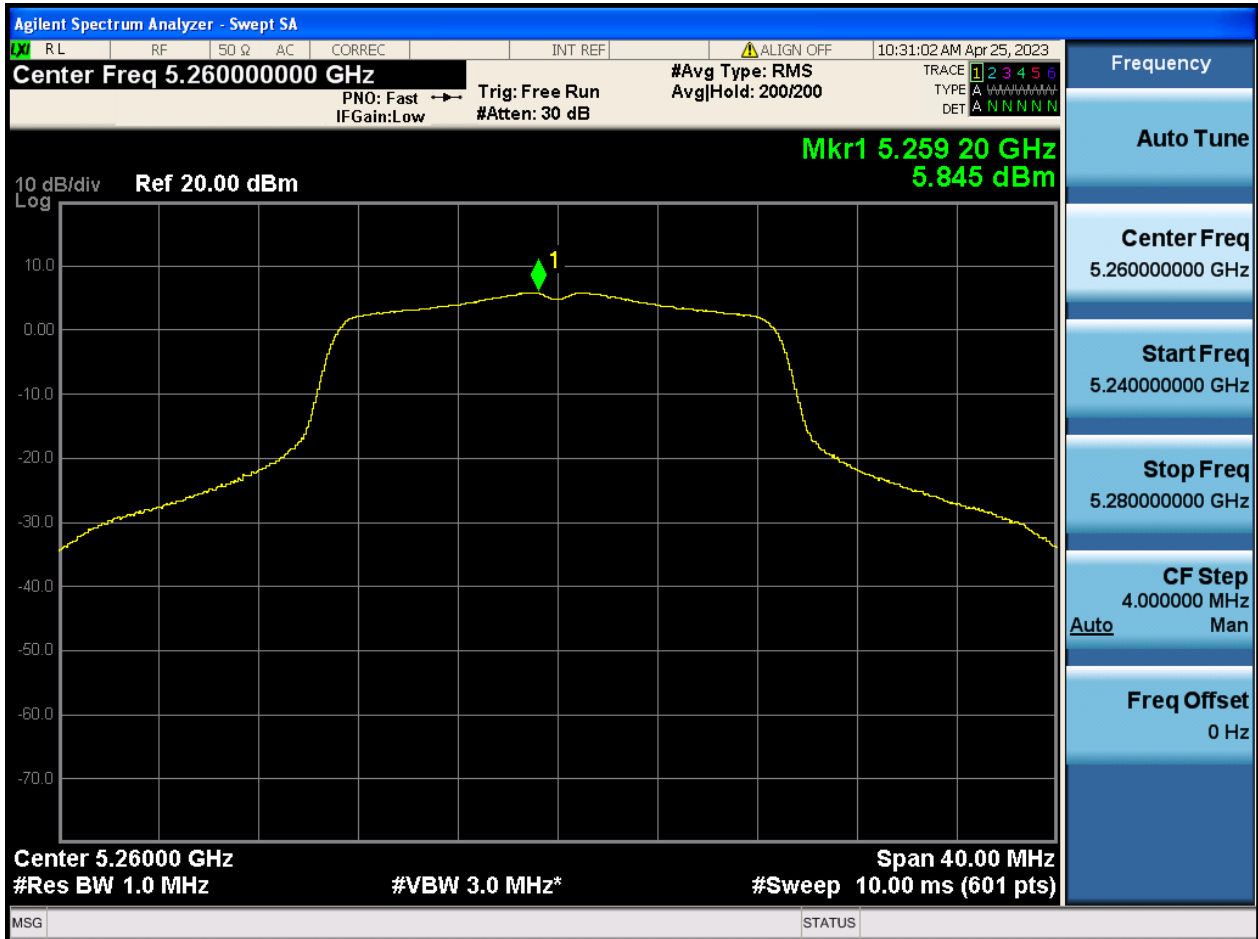 Agilent Spectrum Analyzer - Swept SA
LXI RL RF 50 Ω AC CORREC INT REF ALIGN OFF 10:31:02 AM Apr 25, 2023
Center Freq 5.260000000 GHz
PNO: Fast
IFGain:Low
Trig: Free Run
#Atten: 30 dB
#Avg Type: RMS
Avg|Hold: 200/200
TRACE 1 2 3 4 5 6
TYPE A WWWWW
DET A N N N N N
Mkr1 5.259 20 GHz
5.845 dBm
10 dB/div Ref 20.00 dBm
Log
1
10.0
0.00
-10.0
-20.0
-30.0
-40.0
-50.0
-60.0
-70.0
Center 5.26000 GHz Span 40.00 MHz
#Res BW 1.0 MHz #VBW 3.0 MHz* #Sweep 10.00 ms (601 pts)
MSG STATUS
Frequency
Auto Tune
Center Freq
5.260000000 GHz
Start Freq
5.240000000 GHz
Stop Freq
5.280000000 GHz
CF Step
4.000000 MHz
Auto Man
Freq Offset
0 Hz